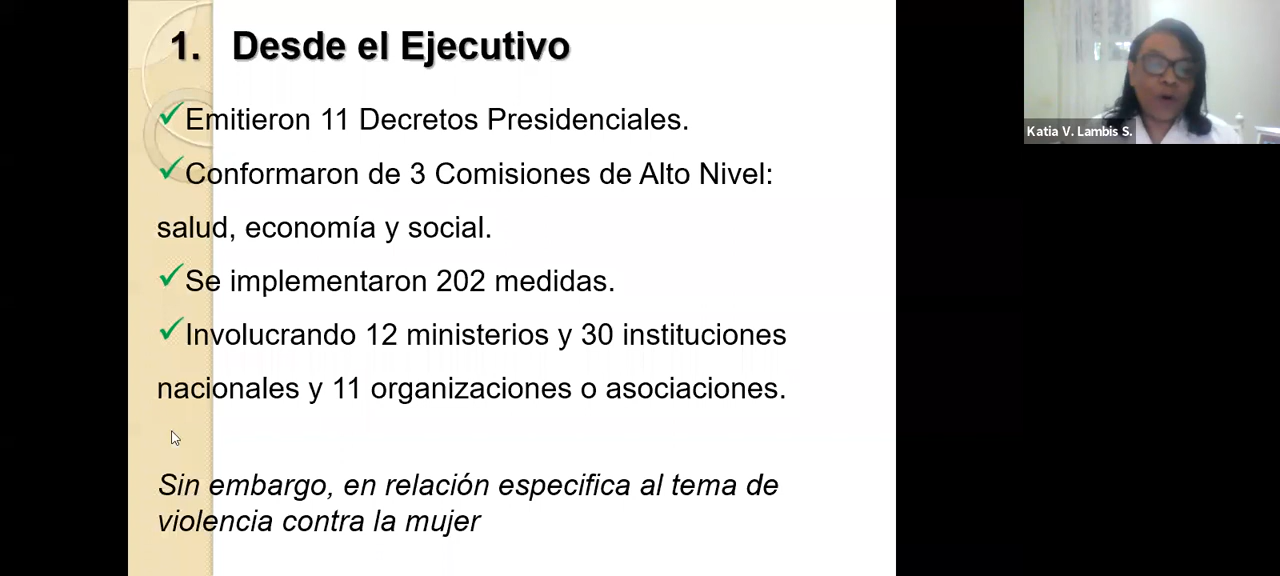 1. Desde el Ejecutivo
✓Emitieron 11 Decretos Presidenciales.
✓Conformaron de 3 Comisiones de Alto Nivel:
salud, economía y social.
✓Se implementaron 202 medidas.
✓Involucrando 12 ministerios y 30 instituciones
nacionales y 11 organizaciones o asociaciones.
Sin embargo, en relación especifica al tema de
violencia contra la mujer
Katia V. Lambis S.